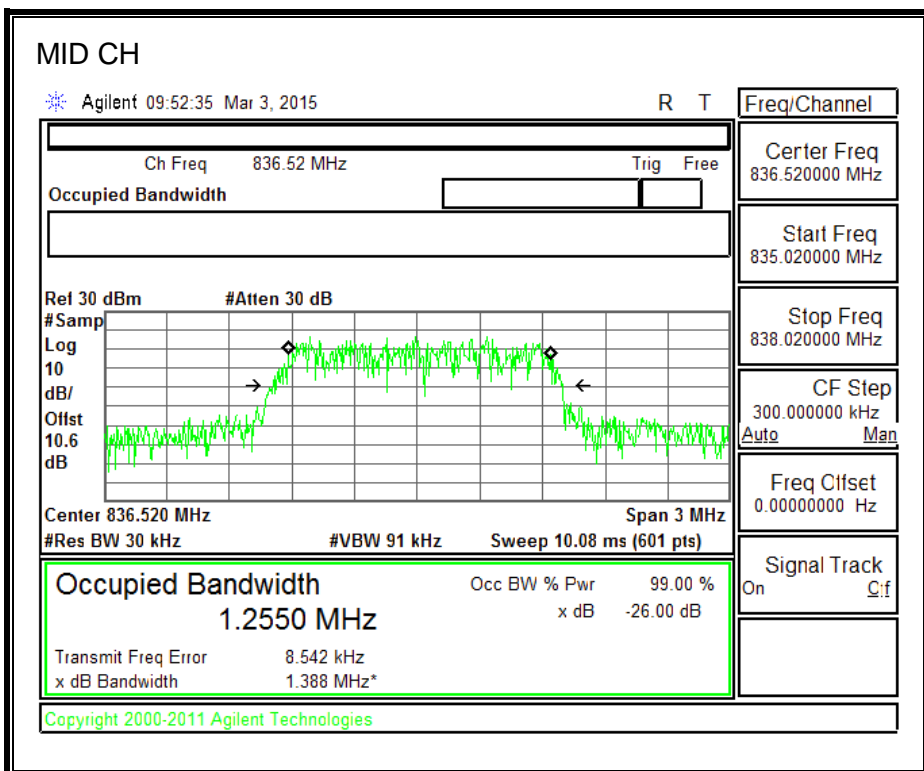 MID CH
Agilent 09:52:35 Mar 3, 2015 R T
Freq/Channel
Ch Freq 836.52 MHz Trig Free
Occupied Bandwidth
Center Freq
836.520000 MHz
Start Freq
835.020000 MHz
Stop Freq
838.020000 MHz
CF Step
300.000000 kHz
Auto Man
Freq Offset
0.00000000 Hz
Signal Track
On Off
Ref 30 dBm #Atten 30 dB
#Samp
Log
10
dB/
Offst
10.6
dB
Center 836.520 MHz Span 3 MHz
#Res BW 30 kHz #VBW 91 kHz Sweep 10.08 ms (601 pts)
Occupied Bandwidth Occ BW % Pwr 99.00 %
1.2550 MHz x dB -26.00 dB
Transmit Freq Error 8.542 kHz
x dB Bandwidth 1.388 MHz*
Copyright 2000-2011 Agilent Technologies